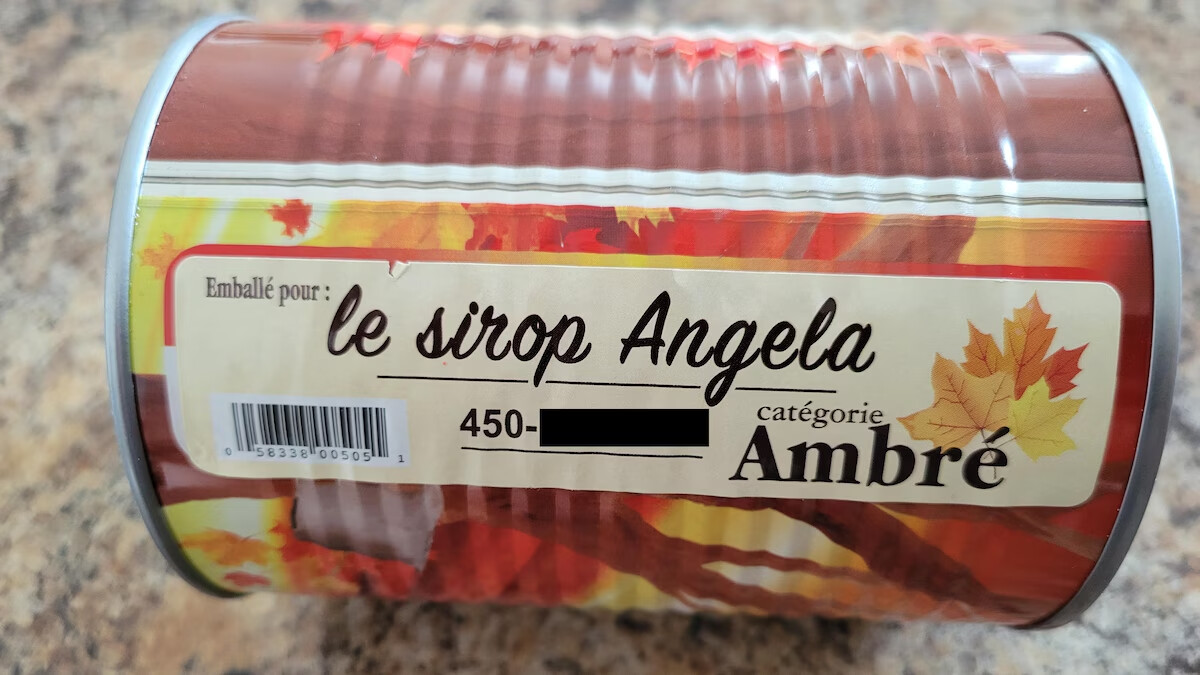 Emballé pour :
le sirop Angela
450-
catégorie
Ambré
0 58338 00505 1